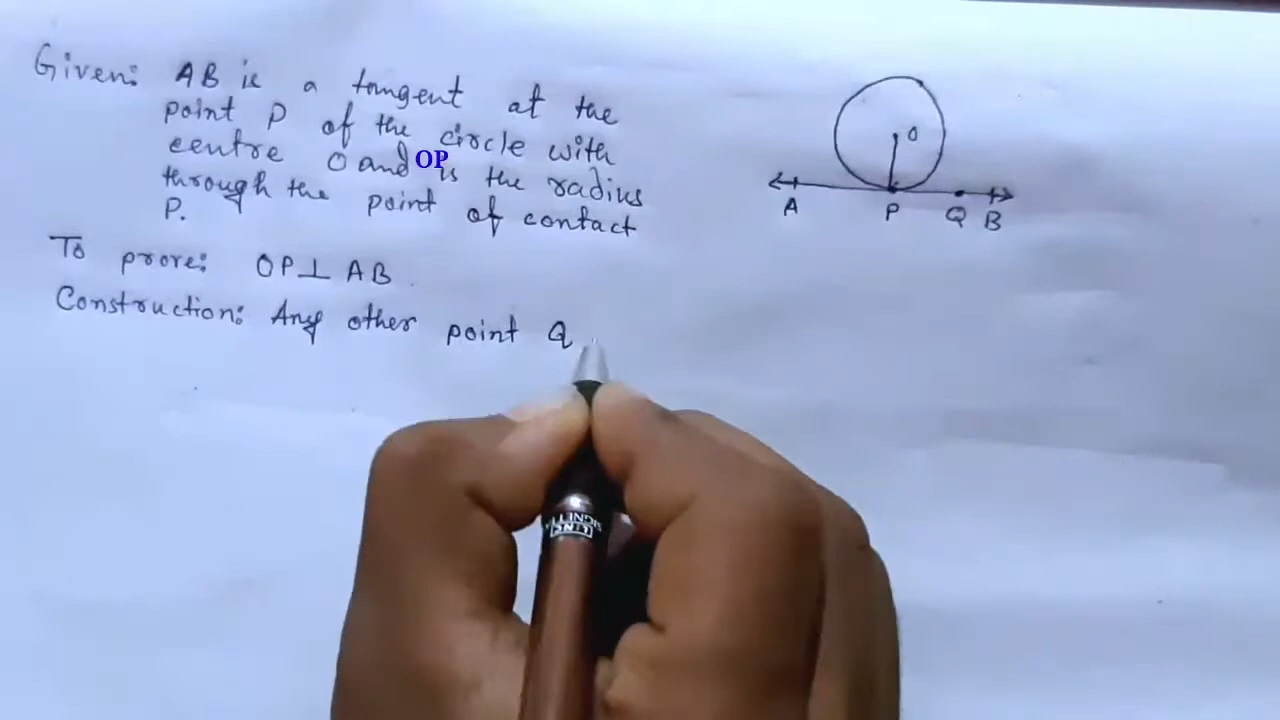 Given: AB is a tangent at the
point P of the circle with
centre O and OP is the radius
through the point of contact
P.
To prove: OP⊥AB.
Construction: Any other point Q
O
A P Q B
LINC